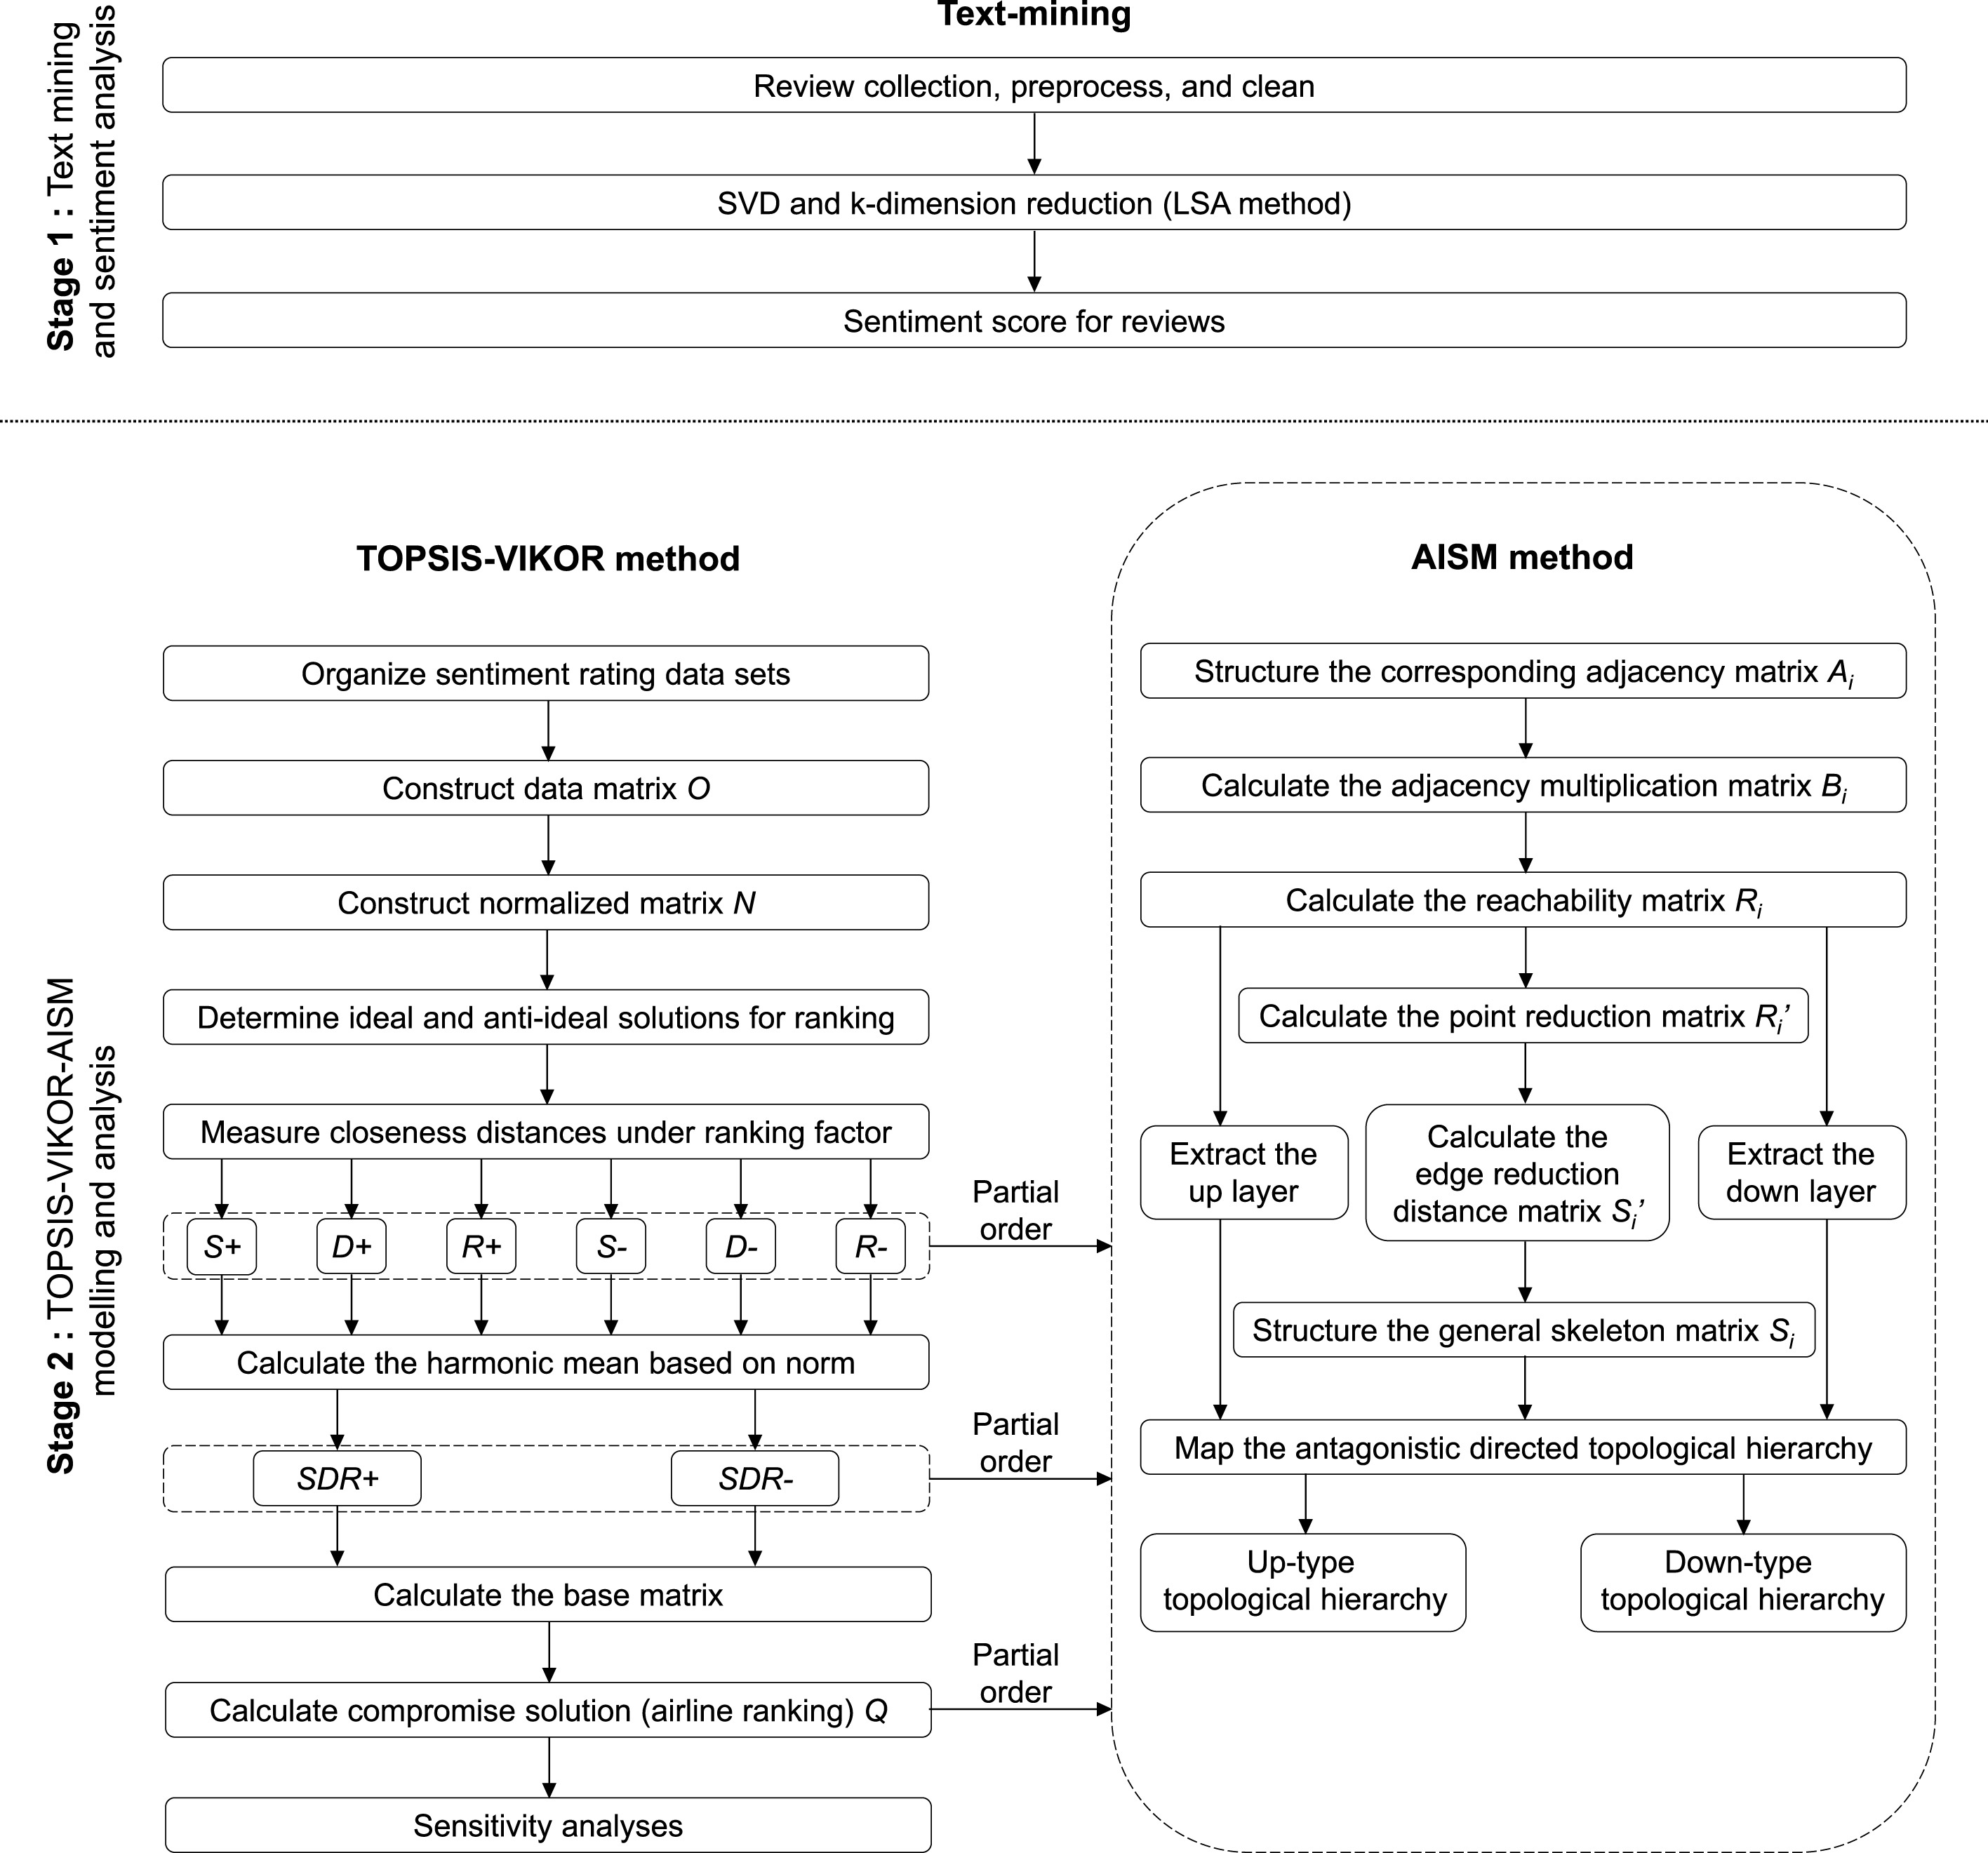 Text-mining
Stage 1 : Text mining
and sentiment analysis
Review collection, preprocess, and clean
SVD and k-dimension reduction (LSA method)
Sentiment score for reviews
Stage 2 : TOPSIS-VIKOR-AISM
modelling and analysis
TOPSIS-VIKOR method
Organize sentiment rating data sets
Construct data matrix O
Construct normalized matrix N
Determine ideal and anti-ideal solutions for ranking
Measure closeness distances under ranking factor
S+ D+ R+ S- D- R-
Calculate the harmonic mean based on norm
SDR+ SDR-
Calculate the base matrix
Calculate compromise solution (airline ranking) Q
Sensitivity analyses
Partial
order
Partial
order
Partial
order
AISM method
Structure the corresponding adjacency matrix Ai
Calculate the adjacency multiplication matrix Bi
Calculate the reachability matrix Ri
Calculate the point reduction matrix Ri’
Extract the
up layer
Calculate the
edge reduction
distance matrix Si’
Extract the
down layer
Structure the general skeleton matrix Si
Map the antagonistic directed topological hierarchy
Up-type
topological hierarchy
Down-type
topological hierarchy